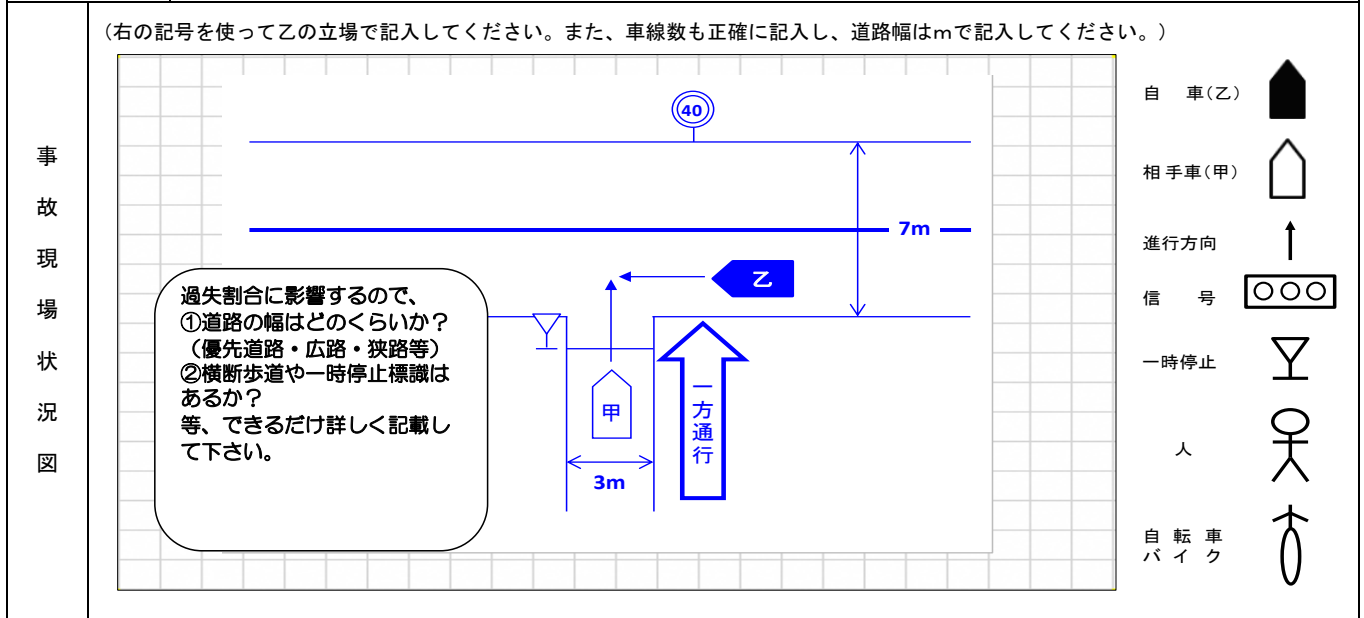 (右の記号を使って乙の立場で記入してください。また、車線数も正確に記入し、道路幅はmで記入してください。)
事故現場状況図
40
7m
乙
過失割合に影響するので、
①道路の幅はどのくらいか?
(優先道路・広路・狭路等)
②横断歩道や一時停止標識は
あるか?
等、できるだけ詳しく記載し
て下さい。
甲
3m
一方通行
自 車(乙)
相手車(甲)
進行方向
信 号
一時停止
人
自転車
バイク